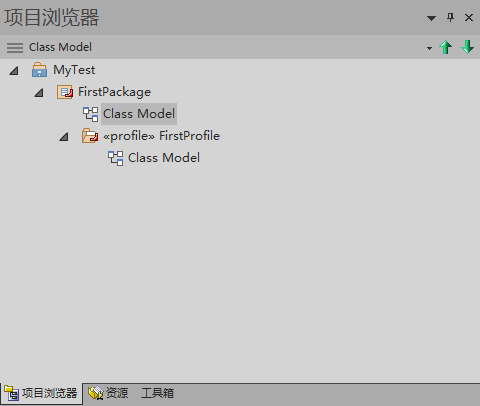 项目浏览器
Class Model
MyTest
FirstPackage
Class Model
«profile» FirstProfile
Class Model
项目浏览器 资源 工具箱